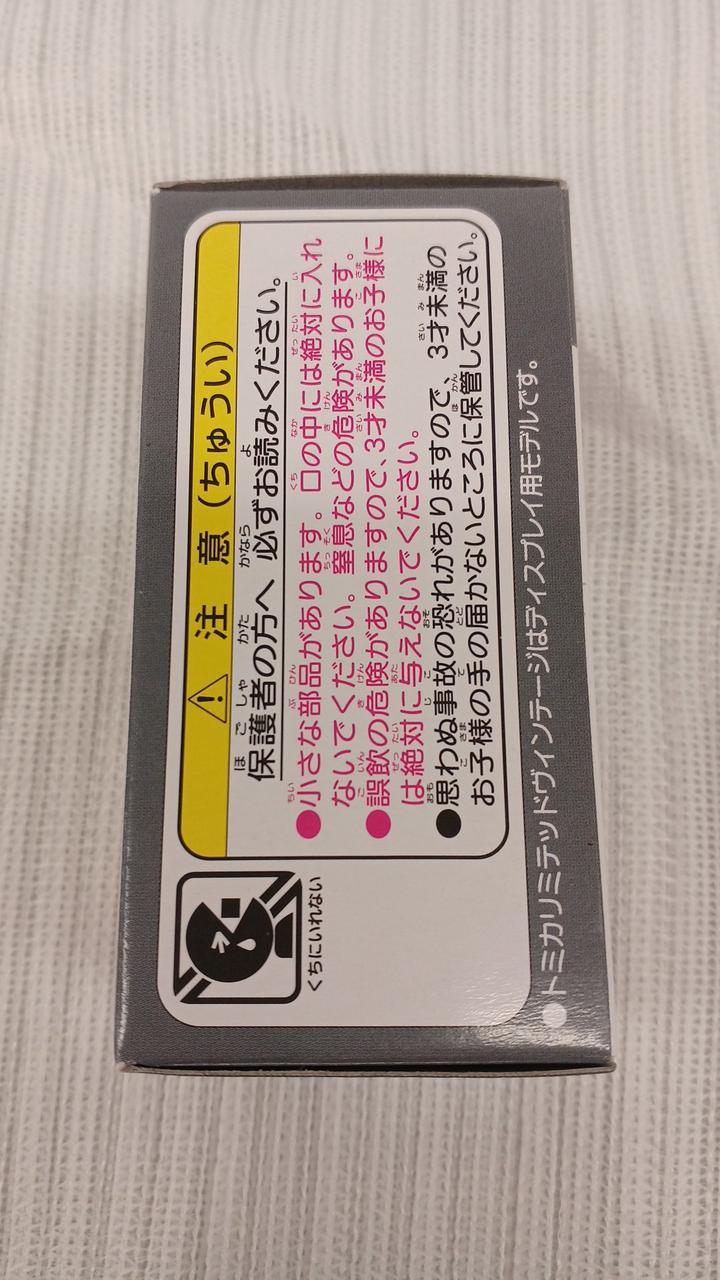 注 意（ちゅうい）
保護者の方へ 必ずお読みください。
●小さな部品があります。口の中には絶対に入れ
ないでください。窒息などの危険があります。
●誤飲の危険がありますので、3才未満のお子様に
は絶対に与えないでください。
●思わぬ事故の恐れがありますので、3才未満の
お子様の手の届かないところに保管してください。
くちにいれない
●トミカリミテッドヴィンテージはディスプレイ用モデルです。